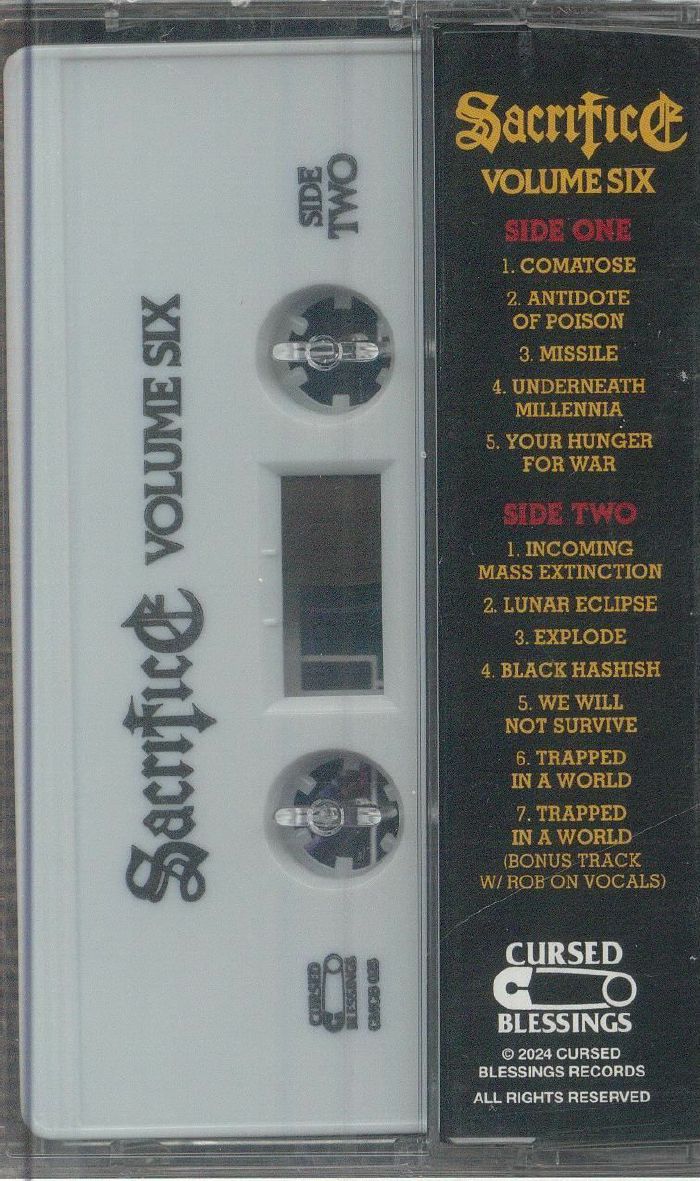 SIDE
TWO
Sacrifice VOLUME SIX
CURSED
BLESSINGS
Sacrifice
VOLUME SIX
SIDE ONE
1. COMATOSE
2. ANTIDOTE
OF POISON
3. MISSILE
4. UNDERNEATH
MILLENNIA
5. YOUR HUNGER
FOR WAR
SIDE TWO
1. INCOMING
MASS EXTINCTION
2. LUNAR ECLIPSE
3. EXPLODE
4. BLACK HASHISH
5. WE WILL
NOT SURVIVE
6. TRAPPED
IN A WORLD
7. TRAPPED
IN A WORLD
(BONUS TRACK
W/ ROB ON VOCALS)
CURSED
BLESSINGS
© 2024 CURSED
BLESSINGS RECORDS
ALL RIGHTS RESERVED